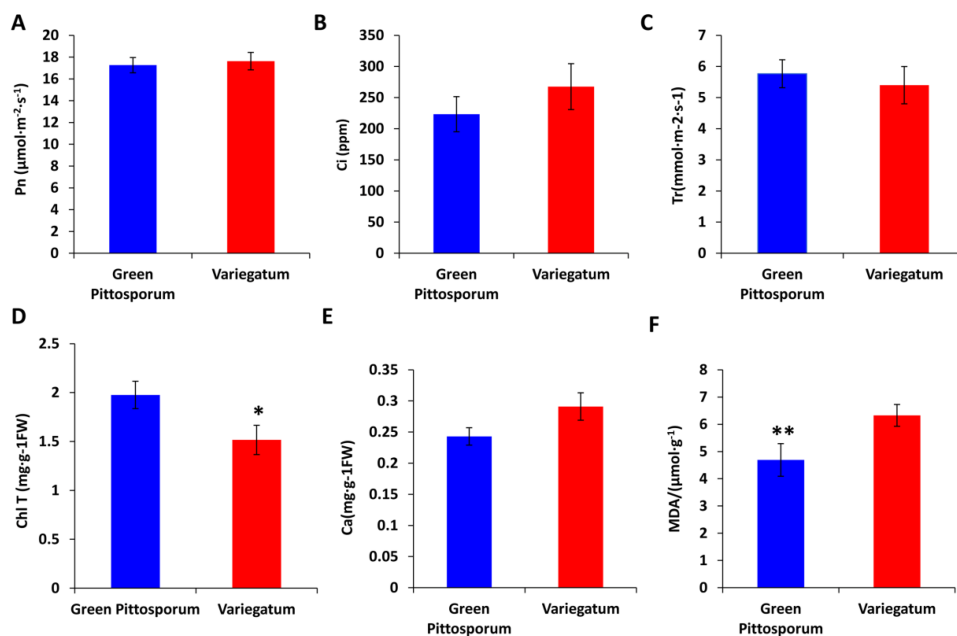 A
Pn (µmol·m⁻²·s⁻¹)
20
18
16
14
12
10
8
6
4
2
0
Green
Pittosporum
Variegatum
B
Ci (ppm)
350
300
250
200
150
100
50
0
Green
Pittosporum
Variegatum
C
Tr(mmol·m-2·s-1)
7
6
5
4
3
2
1
0
Green
Pittosporum
Variegatum
D
Chl T (mg·g-1FW)
2.5
2
1.5
1
0.5
0
*
Green Pittosporum
Variegatum
E
Ca(mg·g-1FW)
0.35
0.3
0.25
0.2
0.15
0.1
0.05
0
Green
Pittosporum
Variegatum
F
MDA/(µmol·g⁻¹)
8
7
6
5
4
3
2
1
0
**
Green
Pittosporum
Variegatum